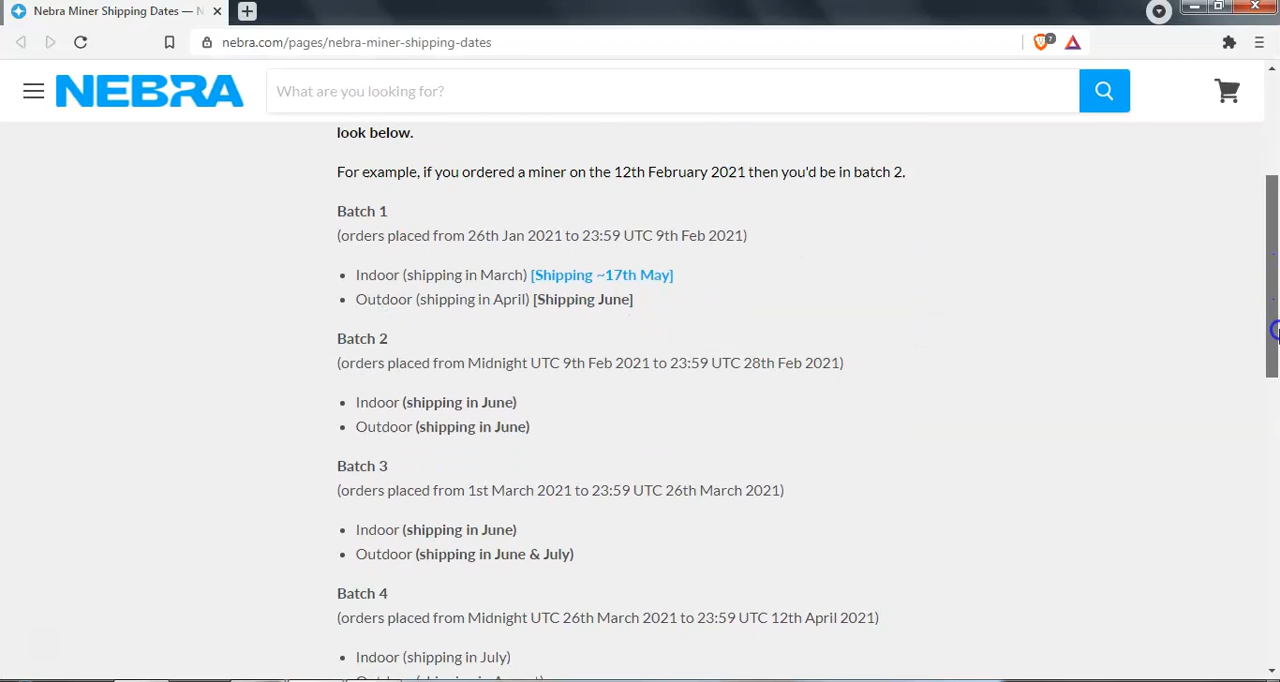 Nebra Miner Shipping Dates — N
nebra.com/pages/nebra-miner-shipping-dates
7
NEBRA
What are you looking for?
look below.
For example, if you ordered a miner on the 12th February 2021 then you'd be in batch 2.
Batch 1
(orders placed from 26th Jan 2021 to 23:59 UTC 9th Feb 2021)
• Indoor (shipping in March) [Shipping ~17th May]
• Outdoor (shipping in April) [Shipping June]
Batch 2
(orders placed from Midnight UTC 9th Feb 2021 to 23:59 UTC 28th Feb 2021)
• Indoor (shipping in June)
• Outdoor (shipping in June)
Batch 3
(orders placed from 1st March 2021 to 23:59 UTC 26th March 2021)
• Indoor (shipping in June)
• Outdoor (shipping in June & July)
Batch 4
(orders placed from Midnight UTC 26th March 2021 to 23:59 UTC 12th April 2021)
• Indoor (shipping in July)